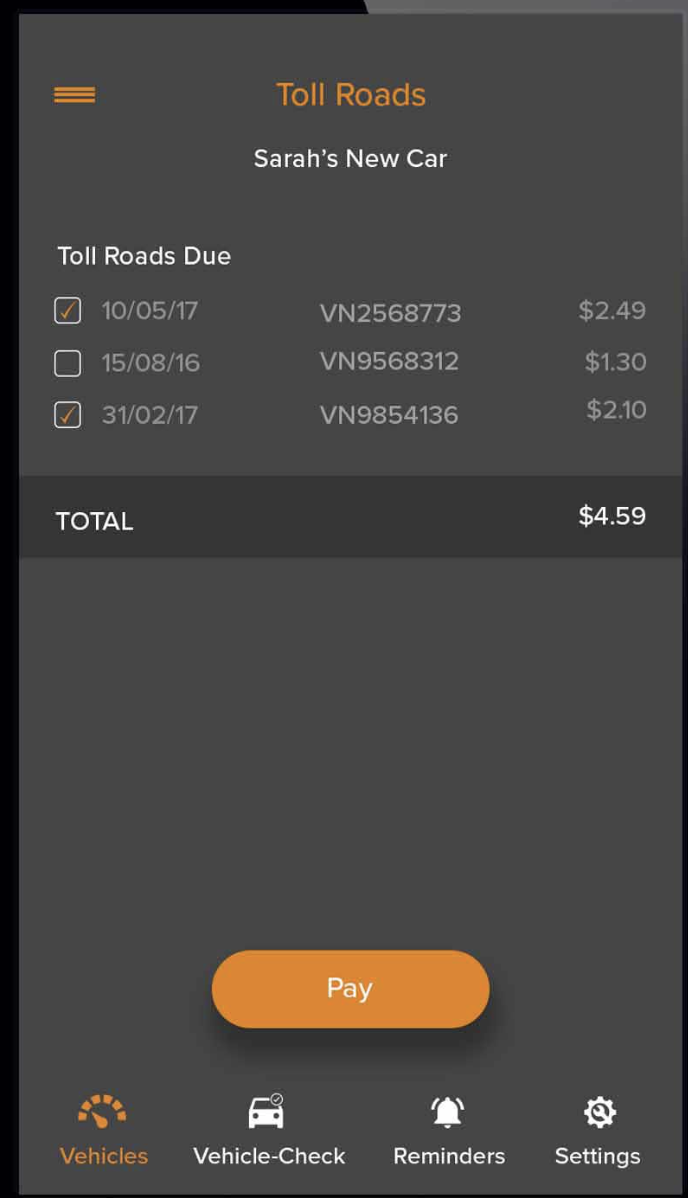 Toll Roads
Sarah's New Car
Toll Roads Due
10/05/17 VN2568773 $2.49
15/08/16 VN9568312 $1.30
31/02/17 VN9854136 $2.10
TOTAL $4.59
Pay
Vehicles Vehicle-Check Reminders Settings